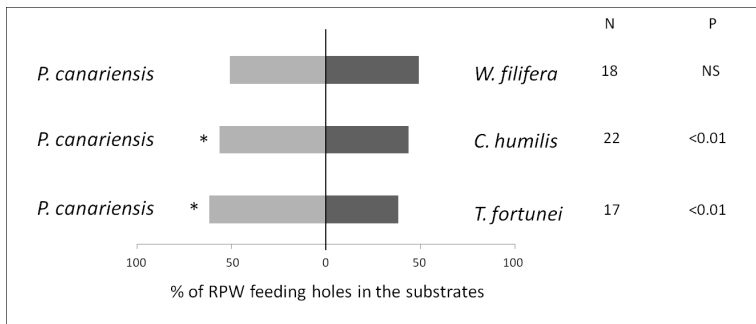 N P
P. canariensis W. filifera 18 NS
P. canariensis * C. humilis 22 <0.01
P. canariensis * T. fortunei 17 <0.01
100 50 0 50 100
% of RPW feeding holes in the substrates